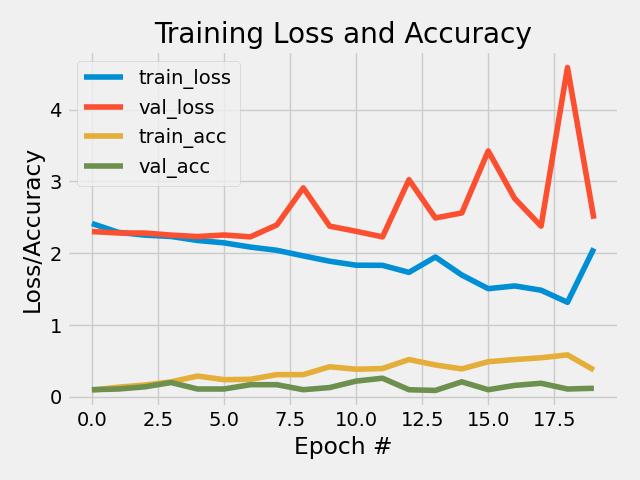 Training Loss and Accuracy
train_loss
val_loss
train_acc
val_acc
Loss/Accuracy
4
3
2
1
0
0.0 2.5 5.0 7.5 10.0 12.5 15.0 17.5
Epoch #